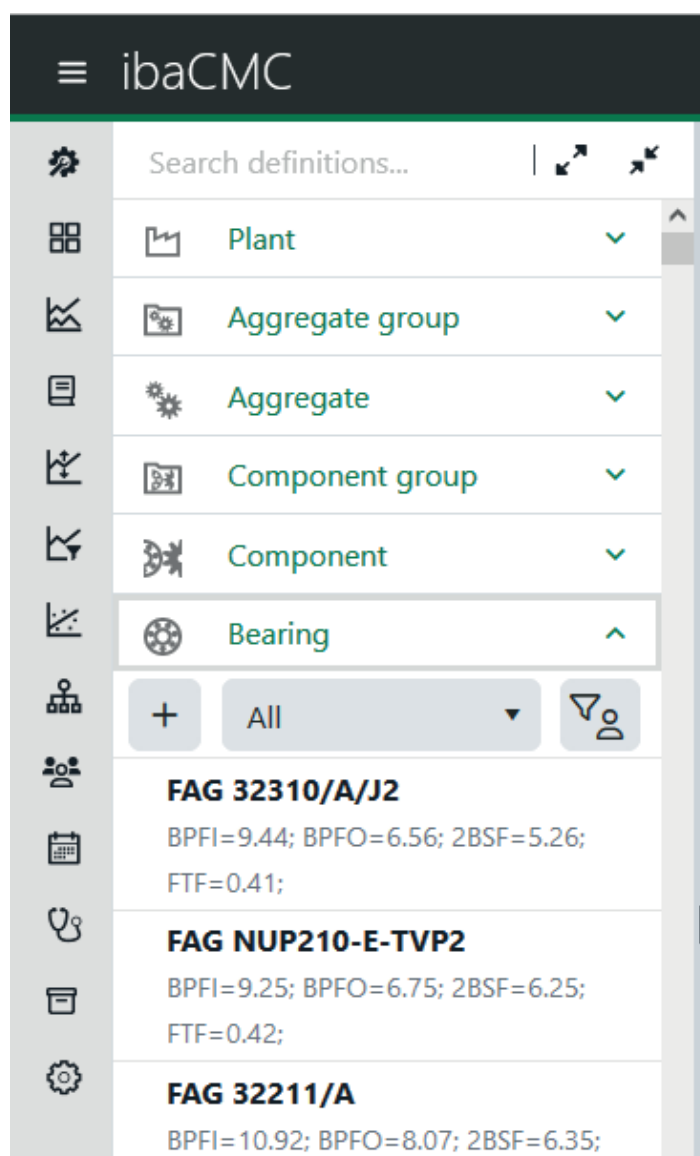 ibaCMC
Search definitions...
Plant
Aggregate group
Aggregate
Component group
Component
Bearing
+ All
FAG 32310/A/J2
BPFI=9.44; BPFO=6.56; 2BSF=5.26;
FTF=0.41;
FAG NUP210-E-TVP2
BPFI=9.25; BPFO=6.75; 2BSF=6.25;
FTF=0.42;
FAG 32211/A
BPFI=10.92; BPFO=8.07; 2BSF=6.35;